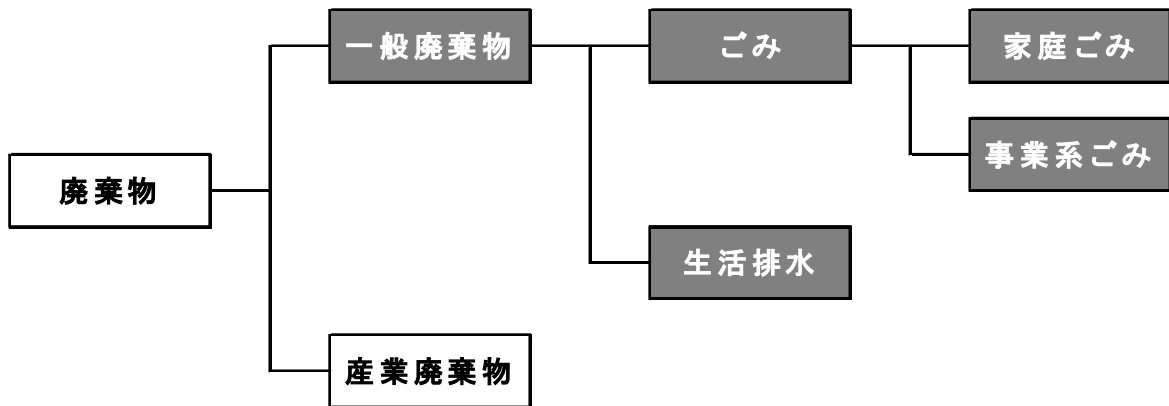 一般廃棄物
ごみ
家庭ごみ
事業系ごみ
廃棄物
生活排水
産業廃棄物